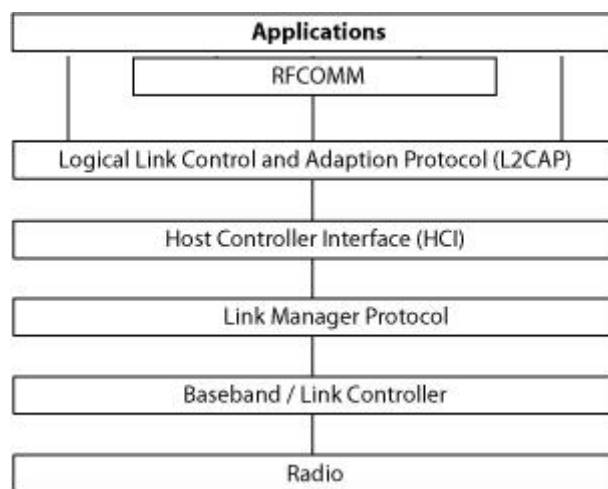 Applications
RFCOMM
Logical Link Control and Adaption Protocol (L2CAP)
Host Controller Interface (HCI)
Link Manager Protocol
Baseband / Link Controller
Radio